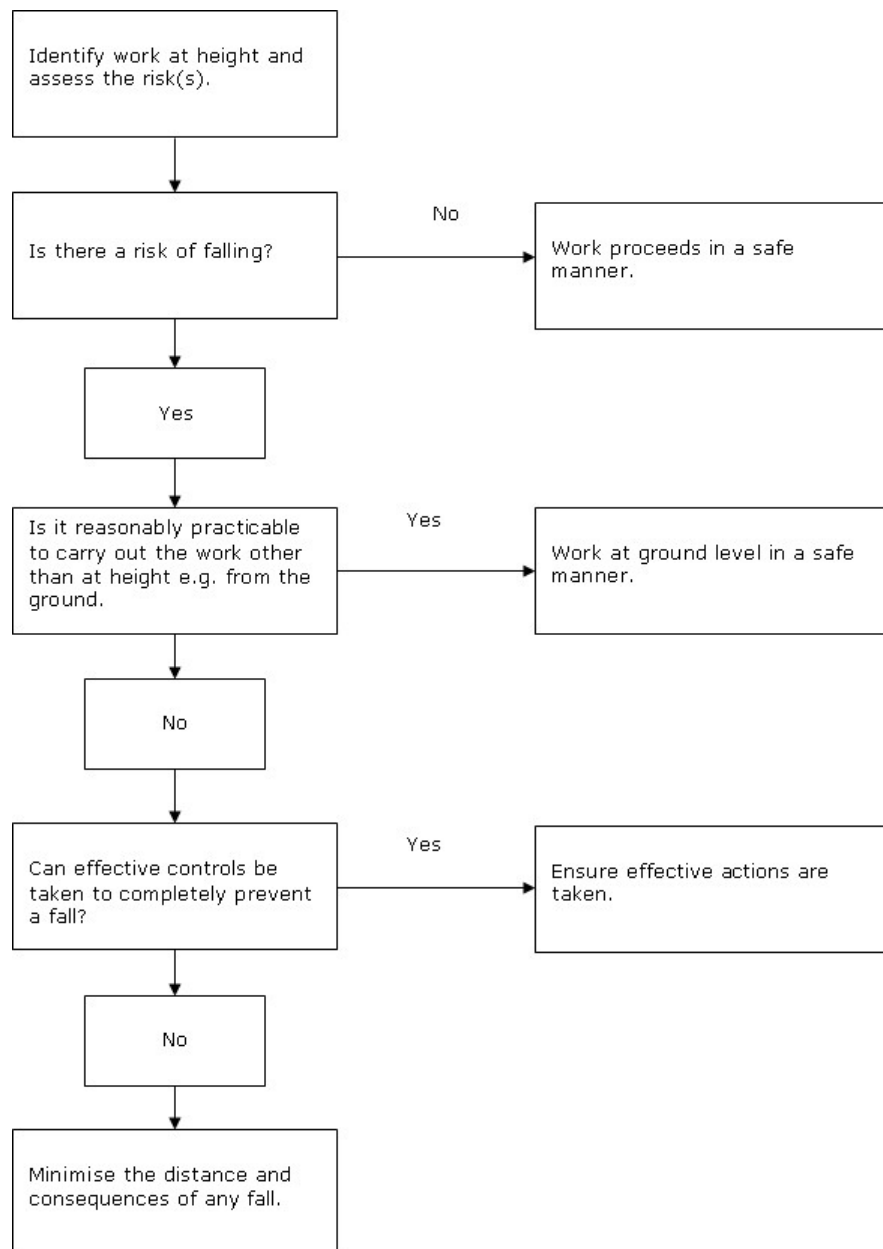 Identify work at height and
assess the risk(s).
No
Is there a risk of falling?
Work proceeds in a safe
manner.
Yes
Is it reasonably practicable
to carry out the work other
than at height e.g. from the
ground.
Yes
Work at ground level in a safe
manner.
No
Can effective controls be
taken to completely prevent
a fall?
Yes
Ensure effective actions are
taken.
No
Minimise the distance and
consequences of any fall.